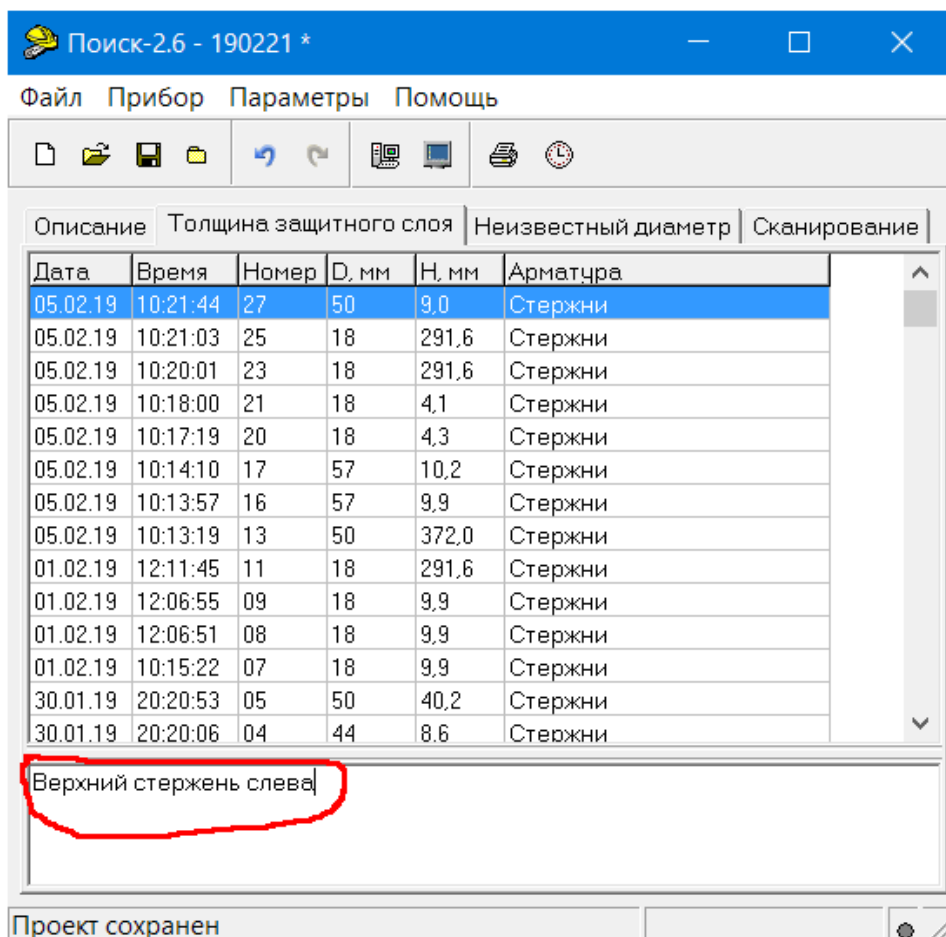 Поиск-2.6 - 190221 *
Файл Прибор Параметры Помощь
Описание Толщина защитного слоя Неизвестный диаметр Сканирование
Дата Время Номер D, мм H, мм Арматура
05.02.19 10:21:44 27 50 9,0 Стержни
05.02.19 10:21:03 25 18 291,6 Стержни
05.02.19 10:20:01 23 18 291,6 Стержни
05.02.19 10:18:00 21 18 4,1 Стержни
05.02.19 10:17:19 20 18 4,3 Стержни
05.02.19 10:14:10 17 57 10,2 Стержни
05.02.19 10:13:57 16 57 9,9 Стержни
05.02.19 10:13:19 13 50 372,0 Стержни
01.02.19 12:11:45 11 18 291,6 Стержни
01.02.19 12:06:55 09 18 9,9 Стержни
01.02.19 12:06:51 08 18 9,9 Стержни
01.02.19 10:15:22 07 18 9,9 Стержни
30.01.19 20:20:53 05 50 40,2 Стержни
30.01.19 20:20:06 04 44 8,6 Стержни
Верхний стержень слева
Проект сохранен